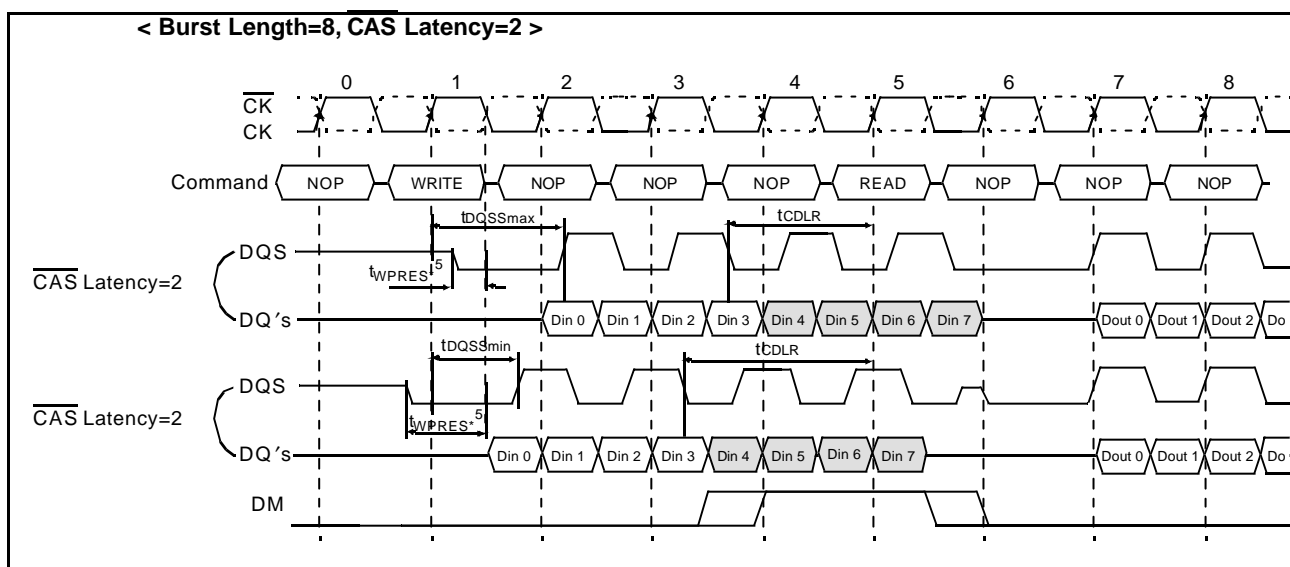 < Burst Length=8, CAS Latency=2 >
0 1 2 3 4 5 6 7 8
CK
CK
Command NOP WRITE NOP NOP NOP READ NOP NOP NOP
tDQSSmax tCDLR
DQS
tWPRES*5
CAS Latency=2
DQ's Din 0 Din 1 Din 2 Din 3 Din 4 Din 5 Din 6 Din 7 Dout 0 Dout 1 Dout 2 Do
tDQSSmin tCDLR
DQS
CAS Latency=2
tWPRES*5
DQ's Din 0 Din 1 Din 2 Din 3 Din 4 Din 5 Din 6 Din 7 Dout 0 Dout 1 Dout 2 Do
DM